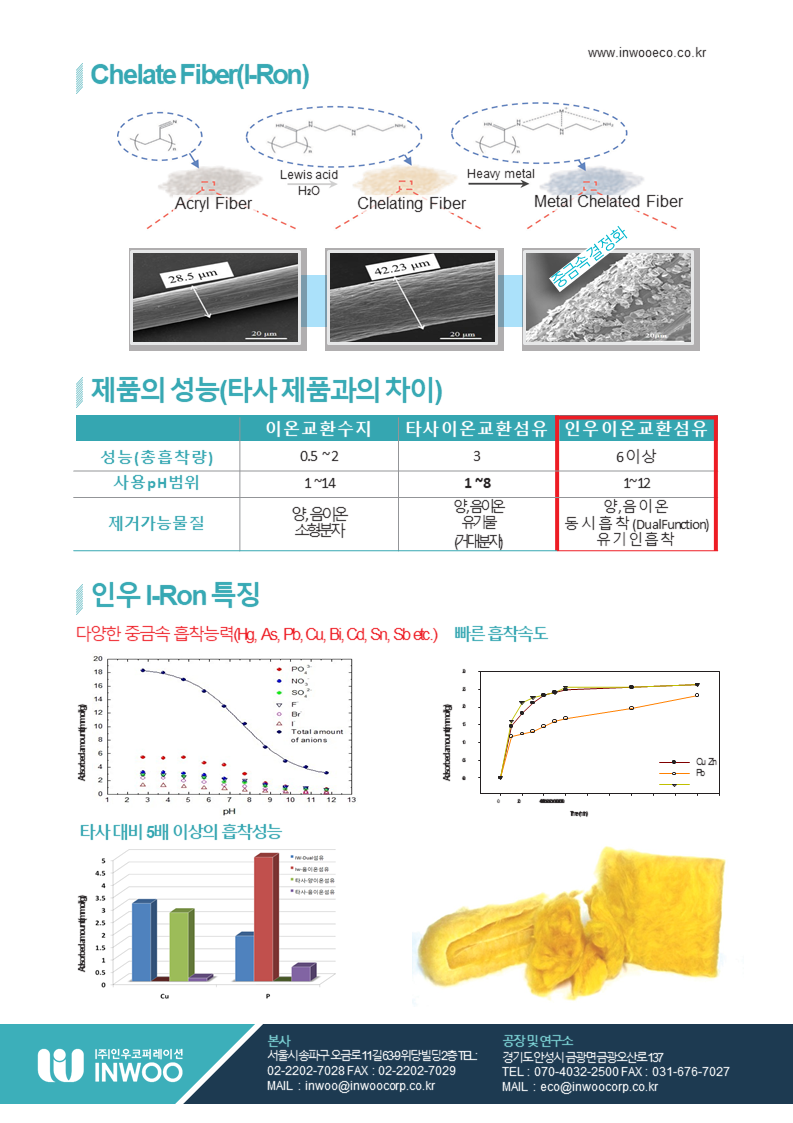 www.inwooeco.co.kr
Chelate Fiber(I-Ron)
Lewis acid
H₂O
Heavy metal
Acryl Fiber
Chelating Fiber
Metal Chelated Fiber
28.5 μm
20 μm
42.23 μm
20 μm
중금속결정화
20μm
제품의 성능(타사 제품과의 차이)
이온교환수지 타사이온교환섬유 인우이온교환섬유
성능(총흡착량) 0.5 ~ 2 3 6 이상
사용pH범위 1 ~14 1 ~8 1~12
제거가능물질
양, 음이온
소형분자
양,음이온
유기물
(거대분자)
양, 음 이 온
동 시 흡 착 (DualFunction)
유 기 인 흡 착
인우 I-Ron 특징
다양한 중금속 흡착능력(Hg, As, Pb, Cu, Bi, Cd, Sn, Sb etc.)
빠른 흡착속도
Adsorbed amount(mmol/g)
20
18
16
14
12
10
8
6
4
2
0
1 2 3 4 5 6 7 8 9 10 11 12 13
pH
PO₄³⁻
NO₃⁻
SO₄²⁻
F⁻
Br⁻
I⁻
Total amount
of anions
Adsorbed amount(mmol/g)
Cu Zn
Pb
타사 대비 5배 이상의 흡착성능
Adsorbed amount(mmol/g)
5
4.5
4
3.5
3
2.5
2
1.5
1
0.5
0
Cu P
IW-Dual섬유
Iw-음이온섬유
타사-양이온섬유
타사-음이온섬유
(주)인우코퍼레이션
INWOO
본사
서울시송파구 오금로11길63-9위당빌딩2층 TEL:
02-2202-7028 FAX : 02-2202-7029
MAIL : inwoo@inwoocorp.co.kr
공장및연구소
경기도안성시금광면금광오산로137
TEL : 070-4032-2500 FAX : 031-676-7027
MAIL : eco@inwoocorp.co.kr